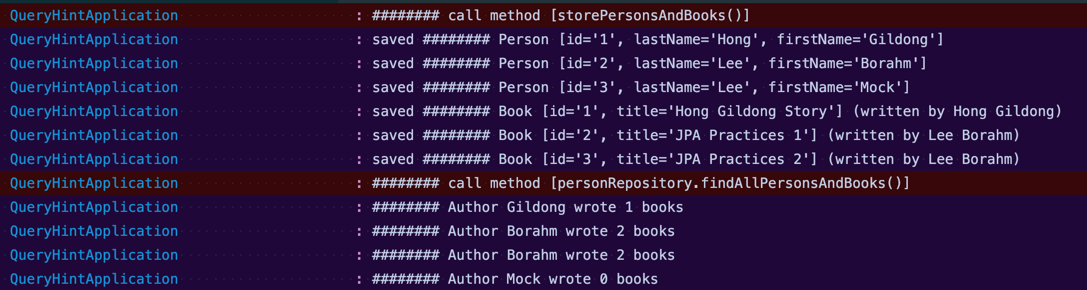 QueryHintApplication : ######## call method [storePersonsAndBooks()]
QueryHintApplication : saved ######## Person [id='1', lastName='Hong', firstName='Gildong']
QueryHintApplication : saved ######## Person [id='2', lastName='Lee', firstName='Borahm']
QueryHintApplication : saved ######## Person [id='3', lastName='Lee', firstName='Mock']
QueryHintApplication : saved ######## Book [id='1', title='Hong Gildong Story'] (written by Hong Gildong)
QueryHintApplication : saved ######## Book [id='2', title='JPA Practices 1'] (written by Lee Borahm)
QueryHintApplication : saved ######## Book [id='3', title='JPA Practices 2'] (written by Lee Borahm)
QueryHintApplication : ######## call method [personRepository.findAllPersonsAndBooks()]
QueryHintApplication : ######## Author Gildong wrote 1 books
QueryHintApplication : ######## Author Borahm wrote 2 books
QueryHintApplication : ######## Author Borahm wrote 2 books
QueryHintApplication : ######## Author Mock wrote 0 books